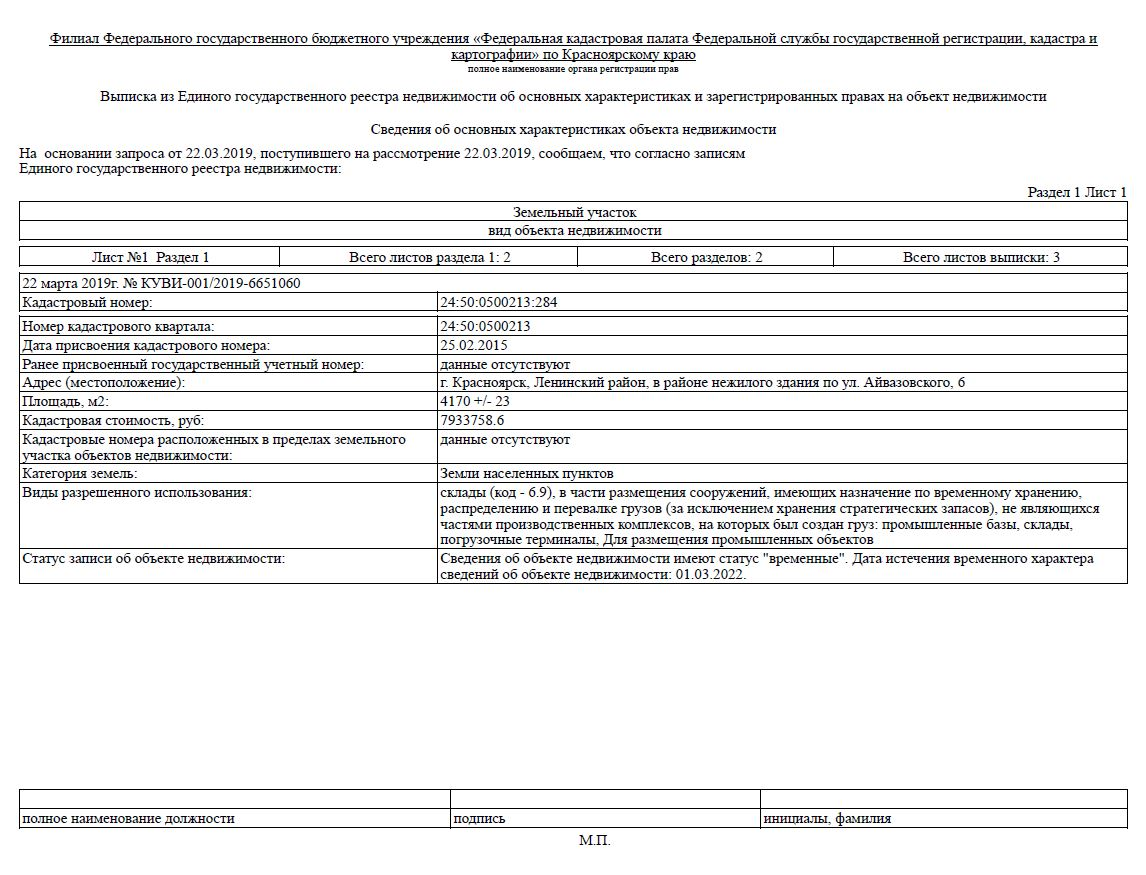 Филиал Федерального государственного бюджетного учреждения «Федеральная кадастровая палата Федеральной службы государственной регистрации, кадастра и
картографии» по Красноярскому краю
полное наименование органа регистрации прав
Выписка из Единого государственного реестра недвижимости об основных характеристиках и зарегистрированных правах на объект недвижимости
Сведения об основных характеристиках объекта недвижимости
На основании запроса от 22.03.2019, поступившего на рассмотрение 22.03.2019, сообщаем, что согласно записям
Единого государственного реестра недвижимости:
Раздел 1 Лист 1
Земельный участок
вид объекта недвижимости
Лист №1 Раздел 1 Всего листов раздела 1: 2 Всего разделов: 2 Всего листов выписки: 3
22 марта 2019г. № КУВИ-001/2019-6651060
Кадастровый номер: 24:50:0500213:284
Номер кадастрового квартала: 24:50:0500213
Дата присвоения кадастрового номера: 25.02.2015
Ранее присвоенный государственный учетный номер: данные отсутствуют
Адрес (местоположение): г. Красноярск, Ленинский район, в районе нежилого здания по ул. Айвазовского, 6
Площадь, м2: 4170 +/- 23
Кадастровая стоимость, руб: 7933758.6
Кадастровые номера расположенных в пределах земельного данные отсутствуют
участка объектов недвижимости:
Категория земель: Земли населенных пунктов
Виды разрешенного использования: склады (код - 6.9), в части размещения сооружений, имеющих назначение по временному хранению,
распределению и перевалке грузов (за исключением хранения стратегических запасов), не являющихся
частями производственных комплексов, на которых был создан груз: промышленные базы, склады,
погрузочные терминалы, Для размещения промышленных объектов
Статус записи об объекте недвижимости: Сведения об объекте недвижимости имеют статус "временные". Дата истечения временного характера
сведений об объекте недвижимости: 01.03.2022.
полное наименование должности подпись инициалы, фамилия
М.П.